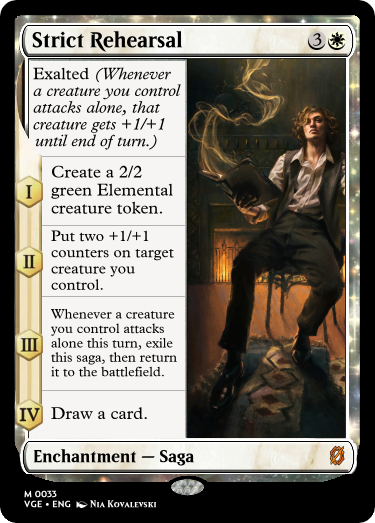 Strict Rehearsal 3
Exalted (Whenever
a creature you control
attacks alone, that
creature gets +1/+1
until end of turn.)
I
Create a 2/2
green Elemental
creature token.
II
Put two +1/+1
counters on target
creature you
control.
III
Whenever a creature
you control attacks
alone this turn, exile
this saga, then return
it to the battlefield.
IV
Draw a card.
Enchantment — Saga
M 0033
VGE • ENG Nia Kovalevski